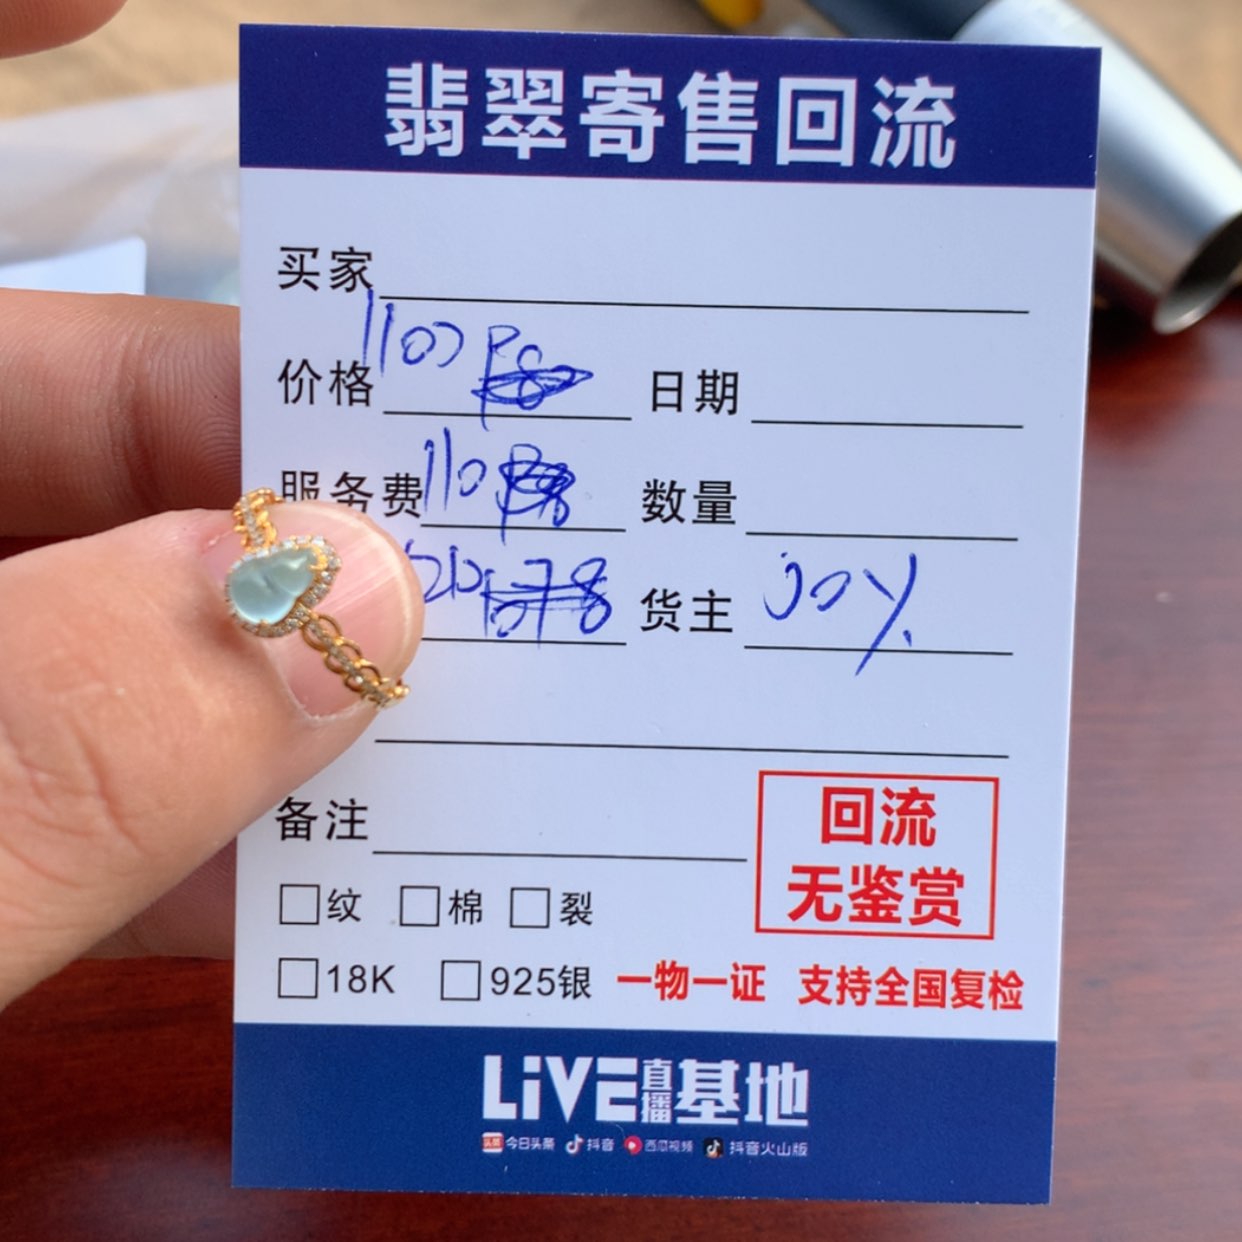 翡翠寄售回流
买家
价格 1100 日期
服务费 110 数量
货主 JOY.
备注
回流
无鉴赏
纹 棉 裂
18K 925银 一物一证 支持全国复检
LiVE直播基地
头条 今日头条 抖音 西瓜视频 抖音火山版